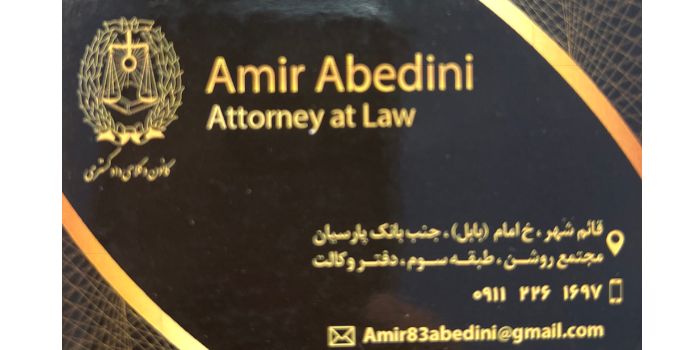 Amir Abedini
Attorney at Law
کانون وکلای دادگستری
قائم شهر ، خ امام (بابل) ، جنب بانک پارسیان
مجتمع روشن ، طبقه سوم ، دفتر وکالت
۰۹۱۱ ۲۲۶ ۱۶۹۷
Amir83abedini@gmail.com